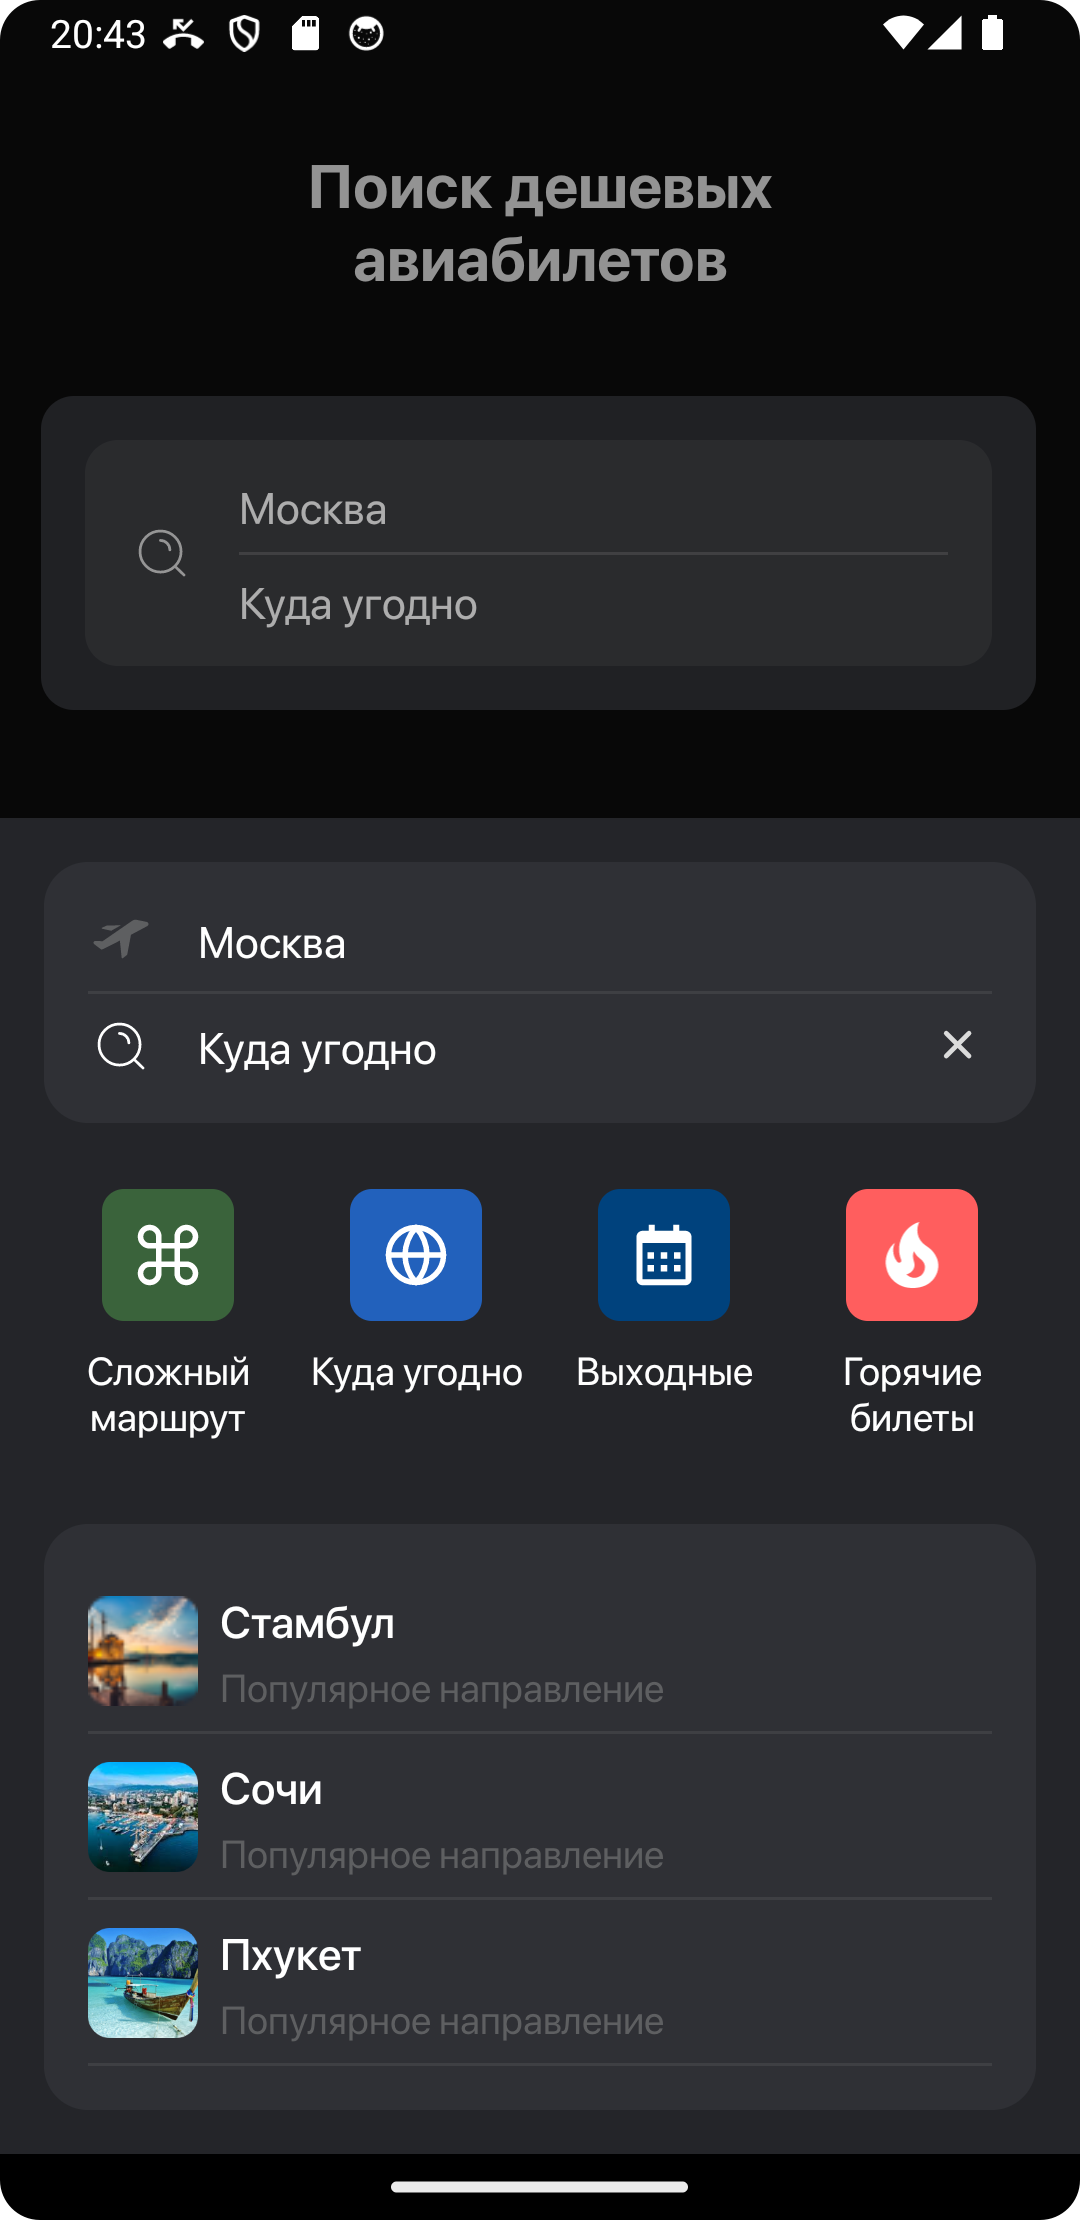 20:43
Поиск дешевых
авиабилетов
Москва
Куда угодно
Москва
Куда угодно
Сложный
маршрут
Куда угодно
Выходные
Горячие
билеты
Стамбул
Популярное направление
Сочи
Популярное направление
Пхукет
Популярное направление